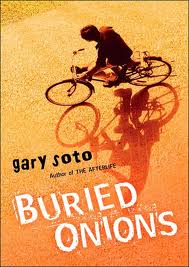 gary soto
Author of THE AFTERLIFE
BURIED
ONIONS